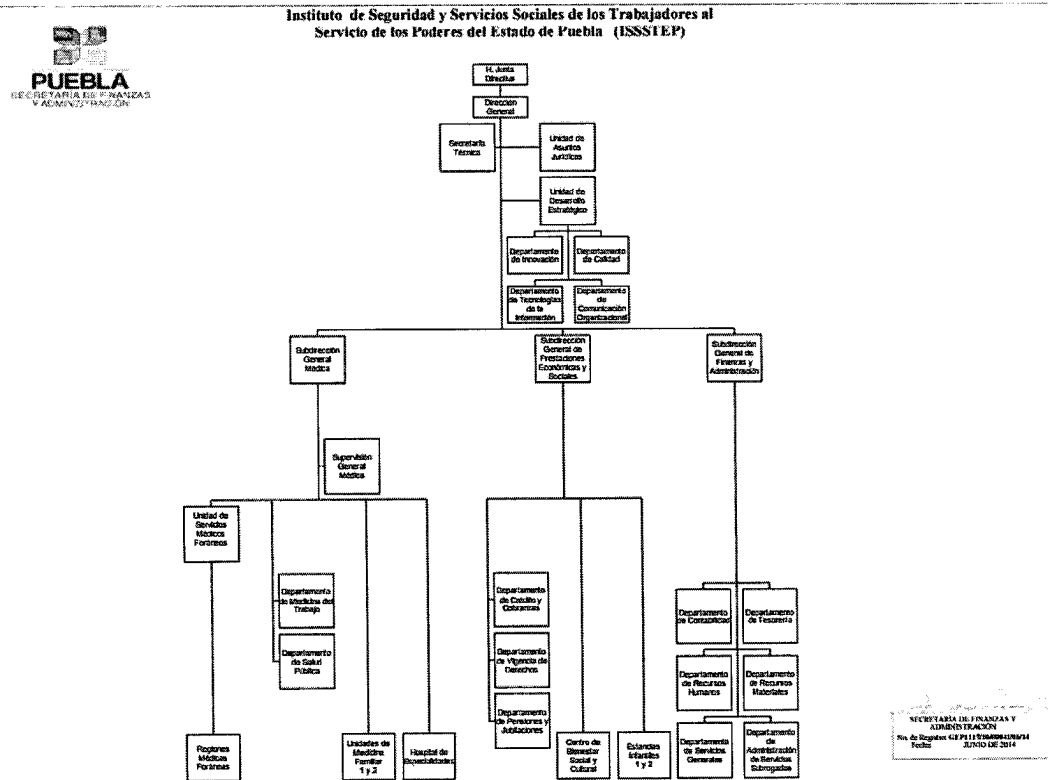 Instituto de Seguridad y Servicios Sociales de los Trabajadores al
Servicio de los Poderes del Estado de Puebla (ISSSTEP)
PUEBLA
SECRETARÍA DE FINANZAS
Y ADMINISTRACIÓN
H. Junta
Directiva
Dirección
General
Secretaría
Técnica
Unidad de
Asuntos
Jurídicos
Unidad de
Desarrollo
Estratégico
Departamento
de Innovación
Departamento
de Calidad
Departamento
de Tecnologías
de la
Información
Departamento
de
Comunicación
Organizacional
Subdirección
General
Médica
Subdirección
General de
Prestaciones
Económicas y
Sociales
Subdirección
General de
Finanzas y
Administración
Supervisión
General
Médica
Unidad de
Servicios
Médicos
Foráneos
Departamento
de Medicina del
Trabajo
Departamento
de Salud
Pública
Regiones
Médicas
Foráneas
Unidades de
Medicina
Familiar
1 y 2
Hospital de
Especialidades
Departamento
de Crédito y
Cobranzas
Departamento
de Vigencia de
Derechos
Departamento
de Pensiones y
Jubilaciones
Centro de
Bienestar
Social y
Cultural
Estancias
Infantiles
1 y 2
Departamento
de Contabilidad
Departamento
de Tesorería
Departamento
de Recursos
Humanos
Departamento
de Recursos
Materiales
Departamento
de Servicios
Generales
Departamento
de
Administración
de Servicios
Subrogados
SECRETARÍA DE FINANZAS Y
ADMINISTRACIÓN
No. de Registro
Fecha JUNIO DE 2014